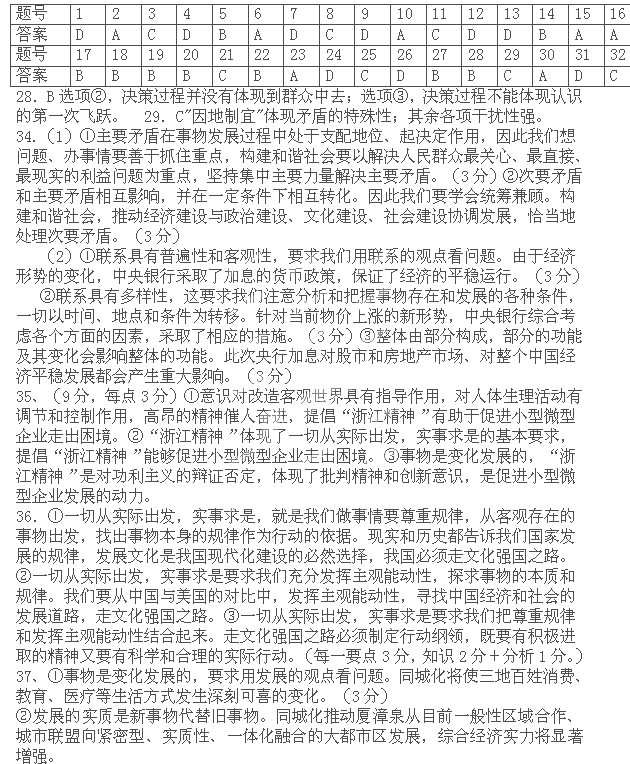 题号 1 2 3 4 5 6 7 8 9 10 11 12 13 14 15 16
答案 D A C D B A D C D A C D D B A A
题号 17 18 19 20 21 22 23 24 25 26 27 28 29 30 31 32
答案 B B B B C B A D C D B B C A D C
28．B选项②，决策过程并没有体现到群众中去；选项③，决策过程不能体现认识
的第一次飞跃。 29．C"因地制宜"体现矛盾的特殊性；其余各项干扰性强。
34．（1）①主要矛盾在事物发展过程中处于支配地位、起决定作用，因此我们想
问题、办事情要善于抓住重点，构建和谐社会要以解决人民群众最关心、最直接、
最现实的利益问题为重点，坚持集中主要力量解决主要矛盾。（3分）②次要矛盾
和主要矛盾相互影响，并在一定条件下相互转化。因此我们要学会统筹兼顾。构
建和谐社会，推动经济建设与政治建设、文化建设、社会建设协调发展，恰当地
处理次要矛盾。（3分）
（2）①联系具有普遍性和客观性，要求我们用联系的观点看问题。由于经济
形势的变化，中央银行采取了加息的货币政策，保证了经济的平稳运行。（3分）
②联系具有多样性，这要求我们注意分析和把握事物存在和发展的各种条件，
一切以时间、地点和条件为转移。针对当前物价上涨的新形势，中央银行综合考
虑各个方面的因素，采取了相应的措施。（3分）③整体由部分构成，部分的功能
及其变化会影响整体的功能。此次央行加息对股市和房地产市场、对整个中国经
济平稳发展都会产生重大影响。（3分）
35、（9分，每点3分）①意识对改造客观世界具有指导作用，对人体生理活动有
调节和控制作用，高昂的精神催人奋进，提倡“浙江精神”有助于促进小型微型
企业走出困境。②“浙江精神”体现了一切从实际出发，实事求是的基本要求，
提倡“浙江精神”能够促进小型微型企业走出困境。③事物是变化发展的，“浙
江精神”是对功利主义的辩证否定，体现了批判精神和创新意识，是促进小型微
型企业发展的动力。
36．①一切从实际出发，实事求是，就是我们做事情要尊重规律，从客观存在的
事物出发，找出事物本身的规律作为行动的依据。现实和历史都告诉我们国家发
展的规律，发展文化是我国现代化建设的必然选择，我国必须走文化强国之路。
②一切从实际出发，实事求是要求我们充分发挥主观能动性，探求事物的本质和
规律。我们要从中国与美国的对比中，发挥主观能动性，寻找中国经济和社会的
发展道路，走文化强国之路。③一切从实际出发，实事求是要求我们把尊重规律
和发挥主观能动性结合起来。走文化强国之路必须制定行动纲领，既要有积极进
取的精神又要有科学和合理的实际行动。（每一要点3分，知识2分＋分析1分。）
37、①事物是变化发展的，要求用发展的观点看问题。同城化将使三地百姓消费、
教育、医疗等生活方式发生深刻可喜的变化。（3分）
②发展的实质是新事物代替旧事物。同城化推动厦漳泉从目前一般性区域合作、
城市联盟向紧密型、实质性、一体化融合的大都市区发展，综合经济实力将显著
增强。